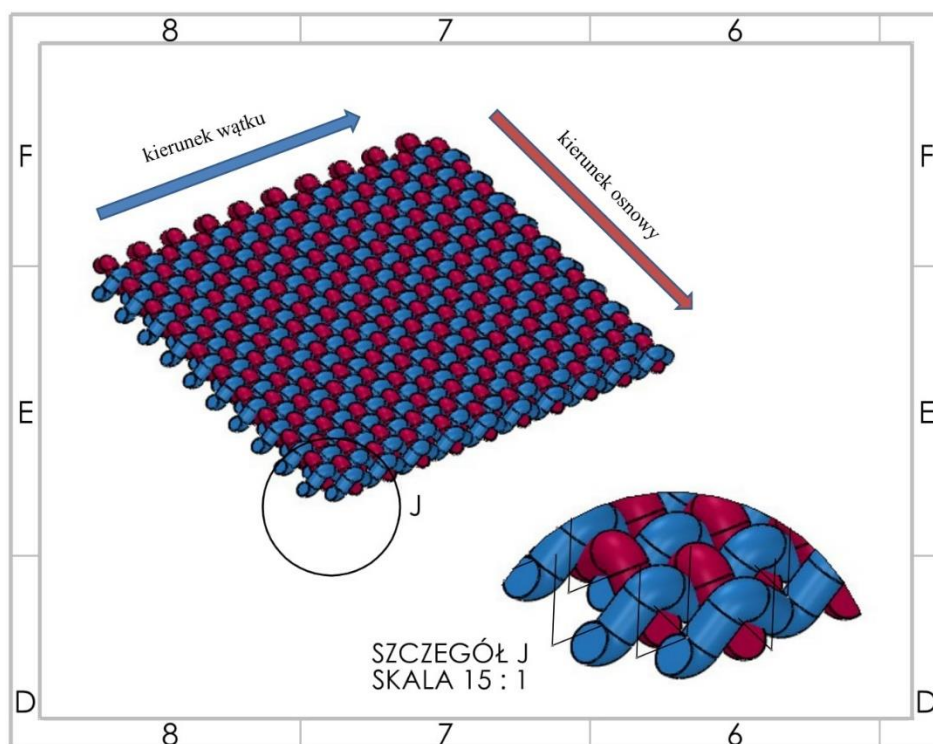 8 7 6
F F
kierunek wątku
kierunek osnowy
E E
J
SZCZEGÓŁ J
SKALA 15 : 1
D D
8 7 6